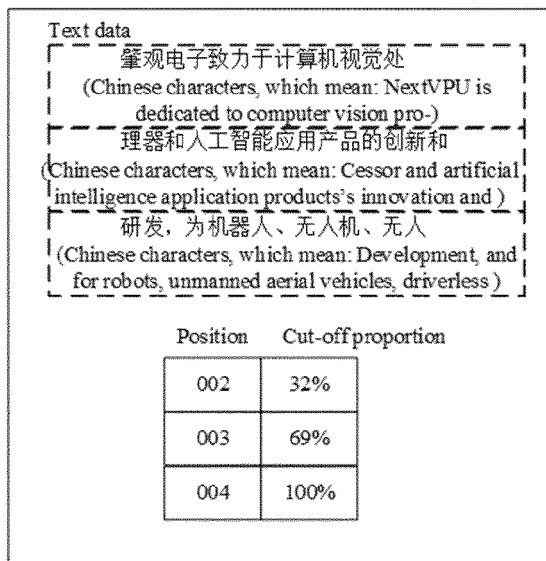 Text data
肇观电子致力于计算机视觉处
(Chinese characters, which mean: NextVPU is
dedicated to computer vision pro-)
理器和人工智能应用产品的创新和
(Chinese characters, which mean: Cessor and artificial
intelligence application products's innovation and )
研发，为机器人、无人机、无人
(Chinese characters, which mean: Development, and
for robots, unmanned aerial vehicles, driverless )
Position Cut-off proportion
002 32%
003 69%
004 100%